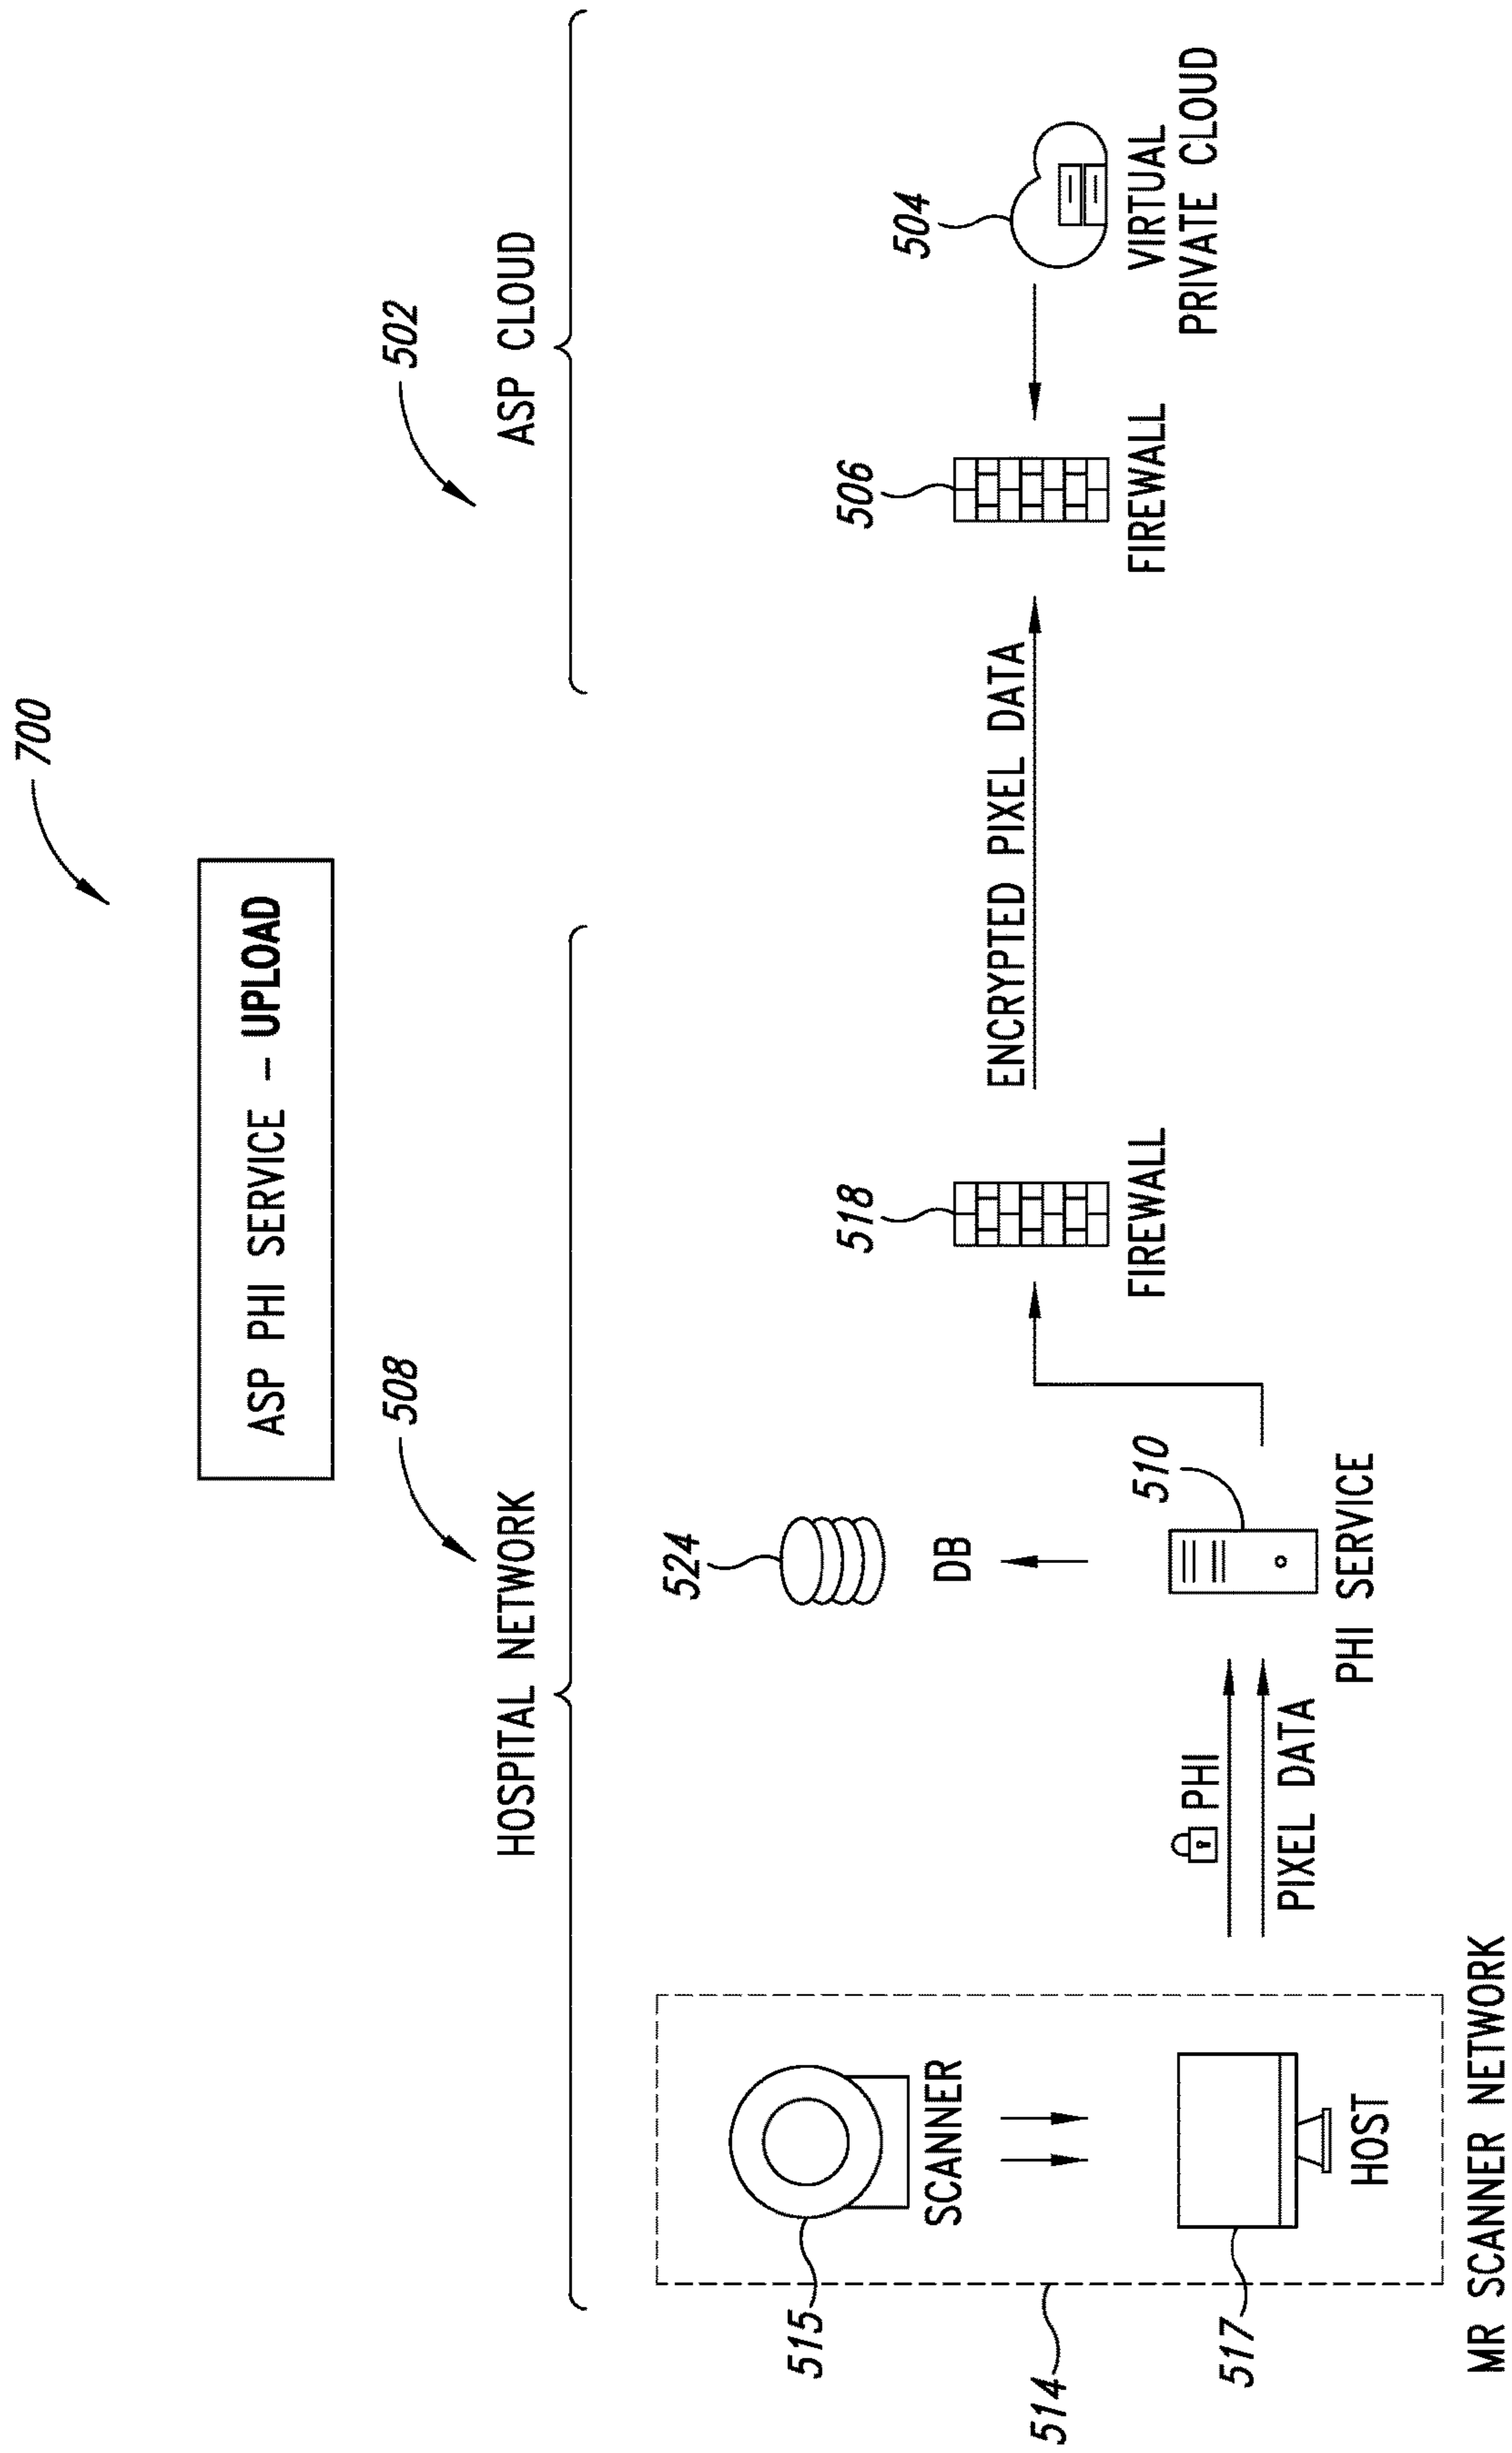 700
ASP PHI SERVICE – UPLOAD
508
502
HOSPITAL NETWORK
ASP CLOUD
515
SCANNER
514
517
HOST
MR SCANNER NETWORK
PHI
PIXEL DATA
524
DB
510
PHI SERVICE
518
FIREWALL
ENCRYPTED PIXEL DATA
506
FIREWALL
504
VIRTUAL
PRIVATE CLOUD